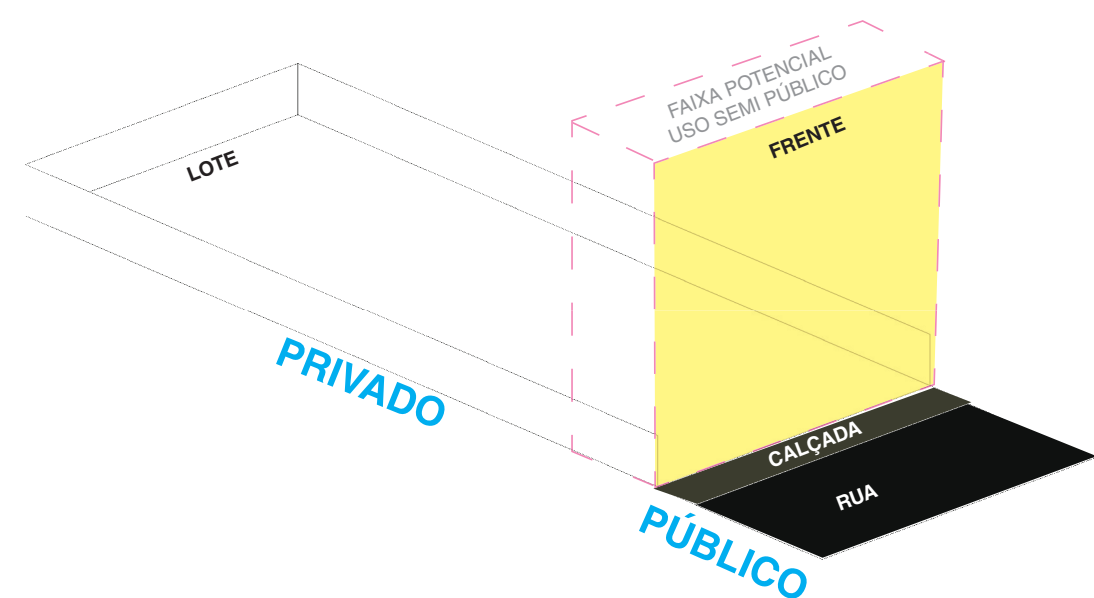 FAIXA POTENCIAL
USO SEMI PÚBLICO
FRENTE
LOTE
PRIVADO
CALÇADA
RUA
PÚBLICO